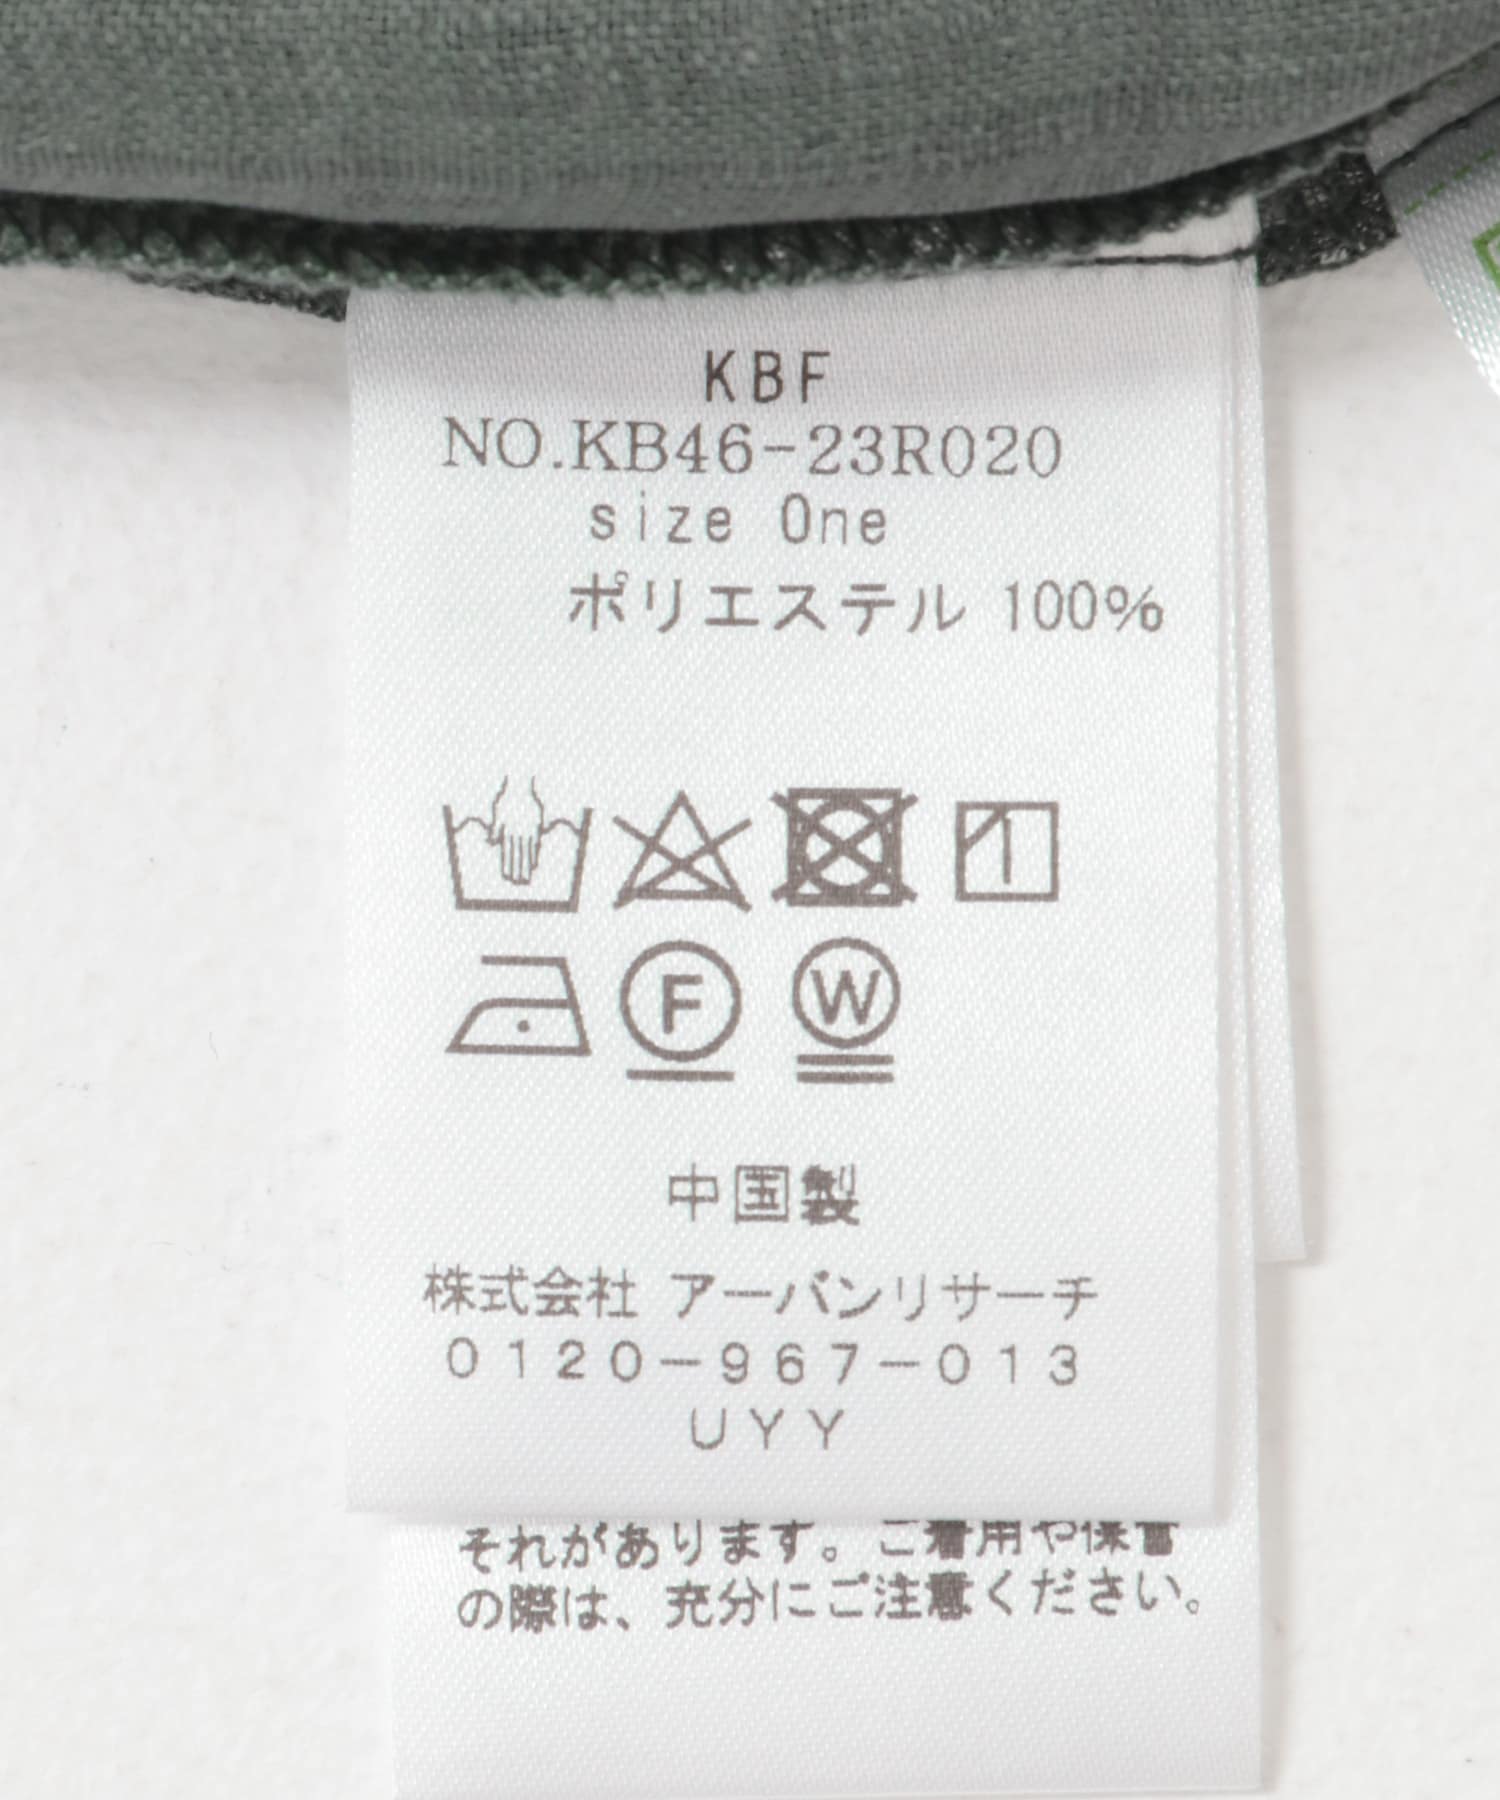 KBF
NO.KB46-23R020
size One
ポリエステル 100%
F
W
中国製
株式会社 アーバンリサーチ
0120-967-013
UYY
それがあります。ご着用や保管
の際は、充分にご注意ください。